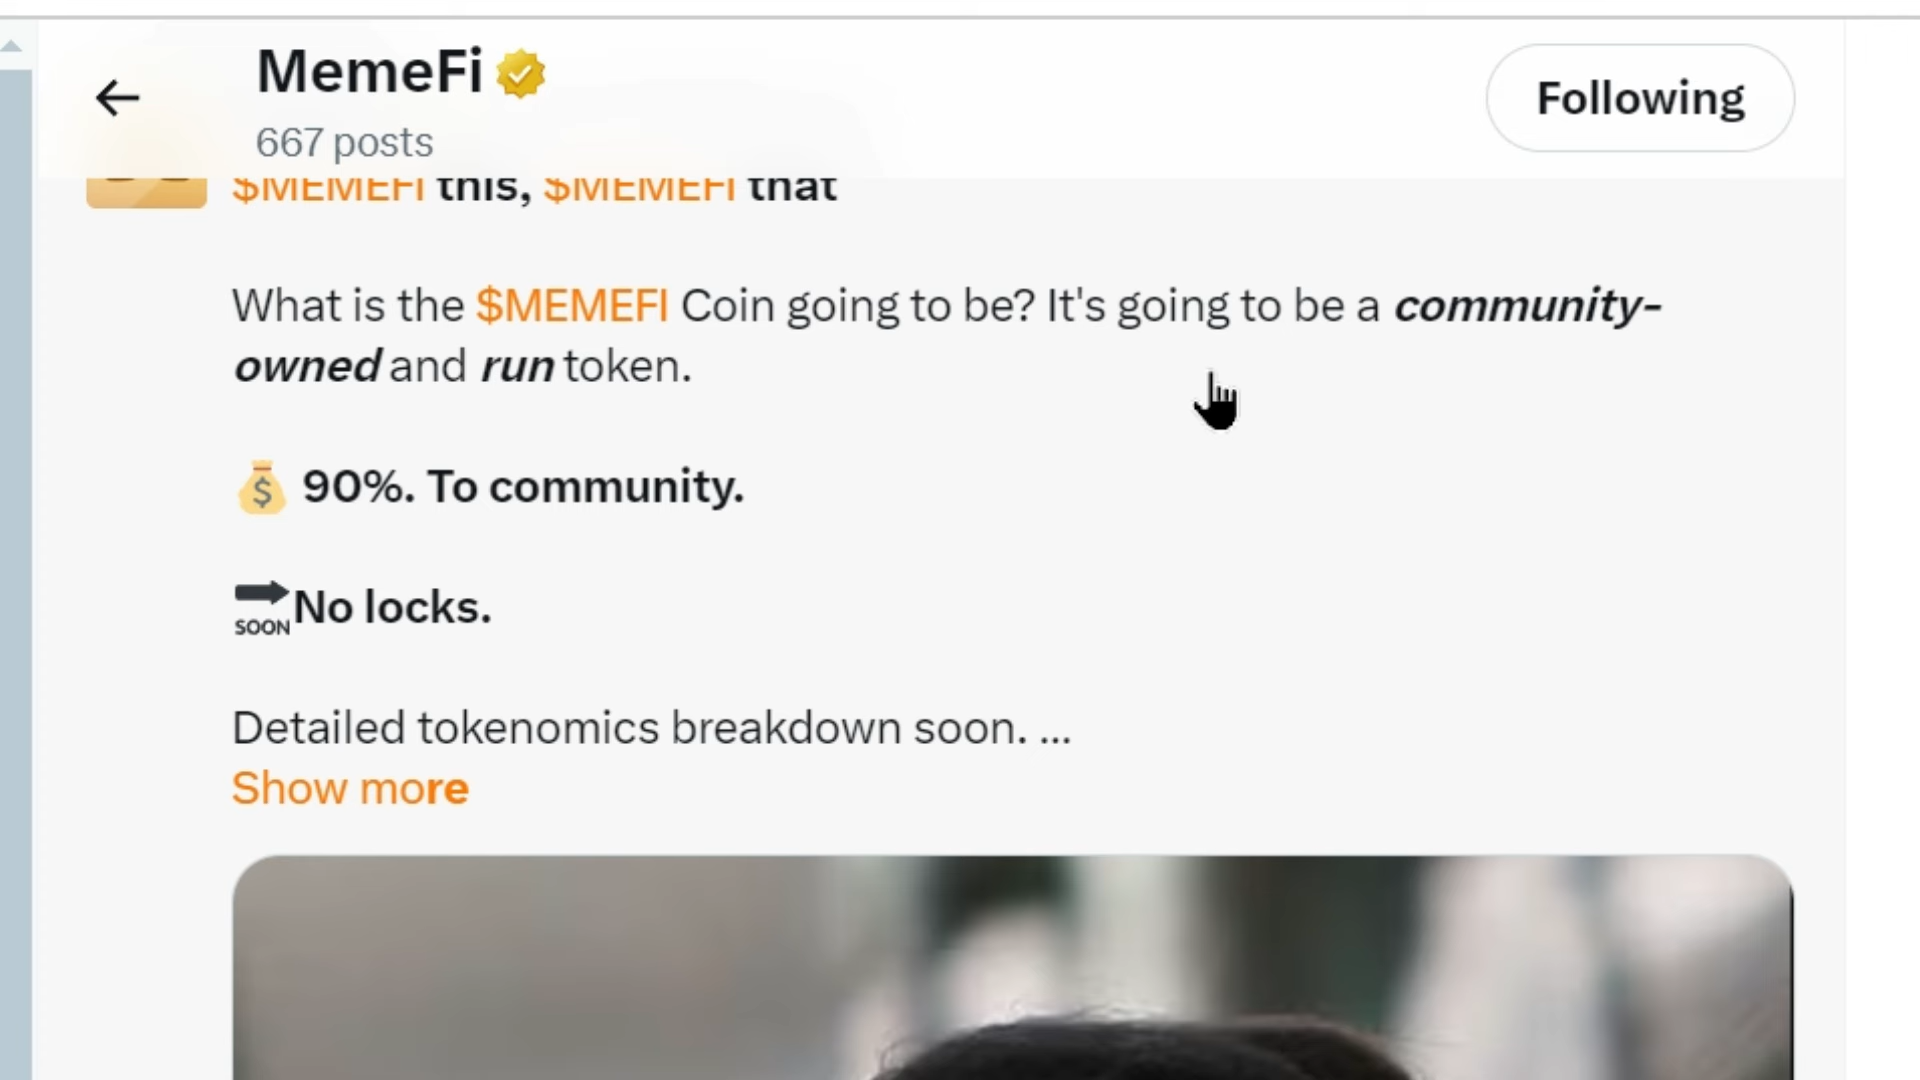 MemeFi
667 posts
Following
$MEMEFI this, $MEMEFI that
What is the $MEMEFI Coin going to be? It's going to be a community-
owned and run token.
💰 90%. To community.
🔜No locks.
Detailed tokenomics breakdown soon. ...
Show more